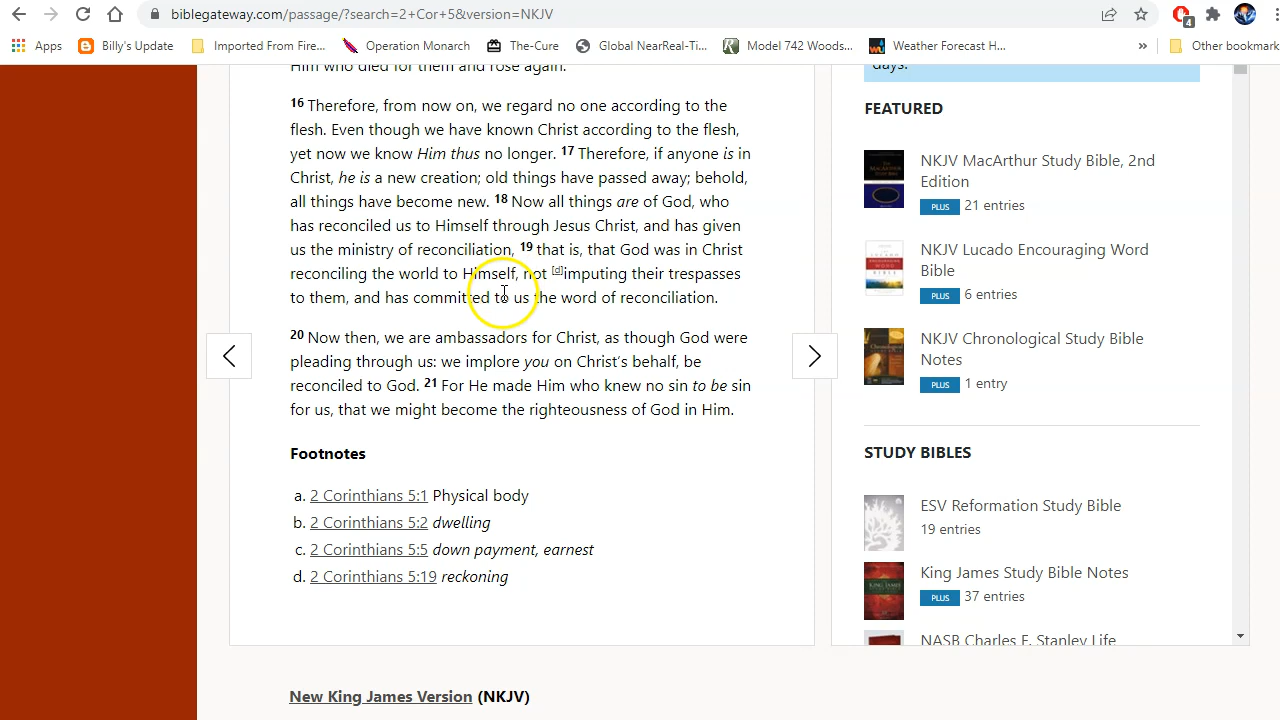 biblegateway.com/passage/?search=2+Cor+5&version=NKJV
4
Apps
Billy's Update
Imported From Fire...
Operation Monarch
The-Cure
Global NearReal-Ti...
Model 742 Woods...
Weather Forecast H...
»
Other bookmark
Him who died for them and rose again.
16 Therefore, from now on, we regard no one according to the
flesh. Even though we have known Christ according to the flesh,
yet now we know Him thus no longer. 17 Therefore, if anyone is in
Christ, he is a new creation; old things have passed away; behold,
all things have become new. 18 Now all things are of God, who
has reconciled us to Himself through Jesus Christ, and has given
us the ministry of reconciliation, 19 that is, that God was in Christ
reconciling the world to Himself, not [d]imputing their trespasses
to them, and has committed to us the word of reconciliation.
20 Now then, we are ambassadors for Christ, as though God were
pleading through us: we implore you on Christ's behalf, be
reconciled to God. 21 For He made Him who knew no sin to be sin
for us, that we might become the righteousness of God in Him.
Footnotes
a. 2 Corinthians 5:1 Physical body
b. 2 Corinthians 5:2 dwelling
c. 2 Corinthians 5:5 down payment, earnest
d. 2 Corinthians 5:19 reckoning
New King James Version (NKJV)
days.
FEATURED
NKJV MacArthur Study Bible, 2nd
Edition
PLUS 21 entries
NKJV Lucado Encouraging Word
Bible
PLUS 6 entries
NKJV Chronological Study Bible
Notes
PLUS 1 entry
STUDY BIBLES
ESV Reformation Study Bible
19 entries
King James Study Bible Notes
PLUS 37 entries
NASB Charles F. Stanley Life